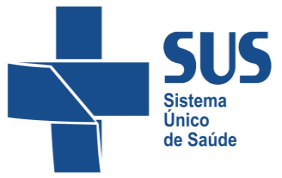 SUS
Sistema
Único
de Saúde